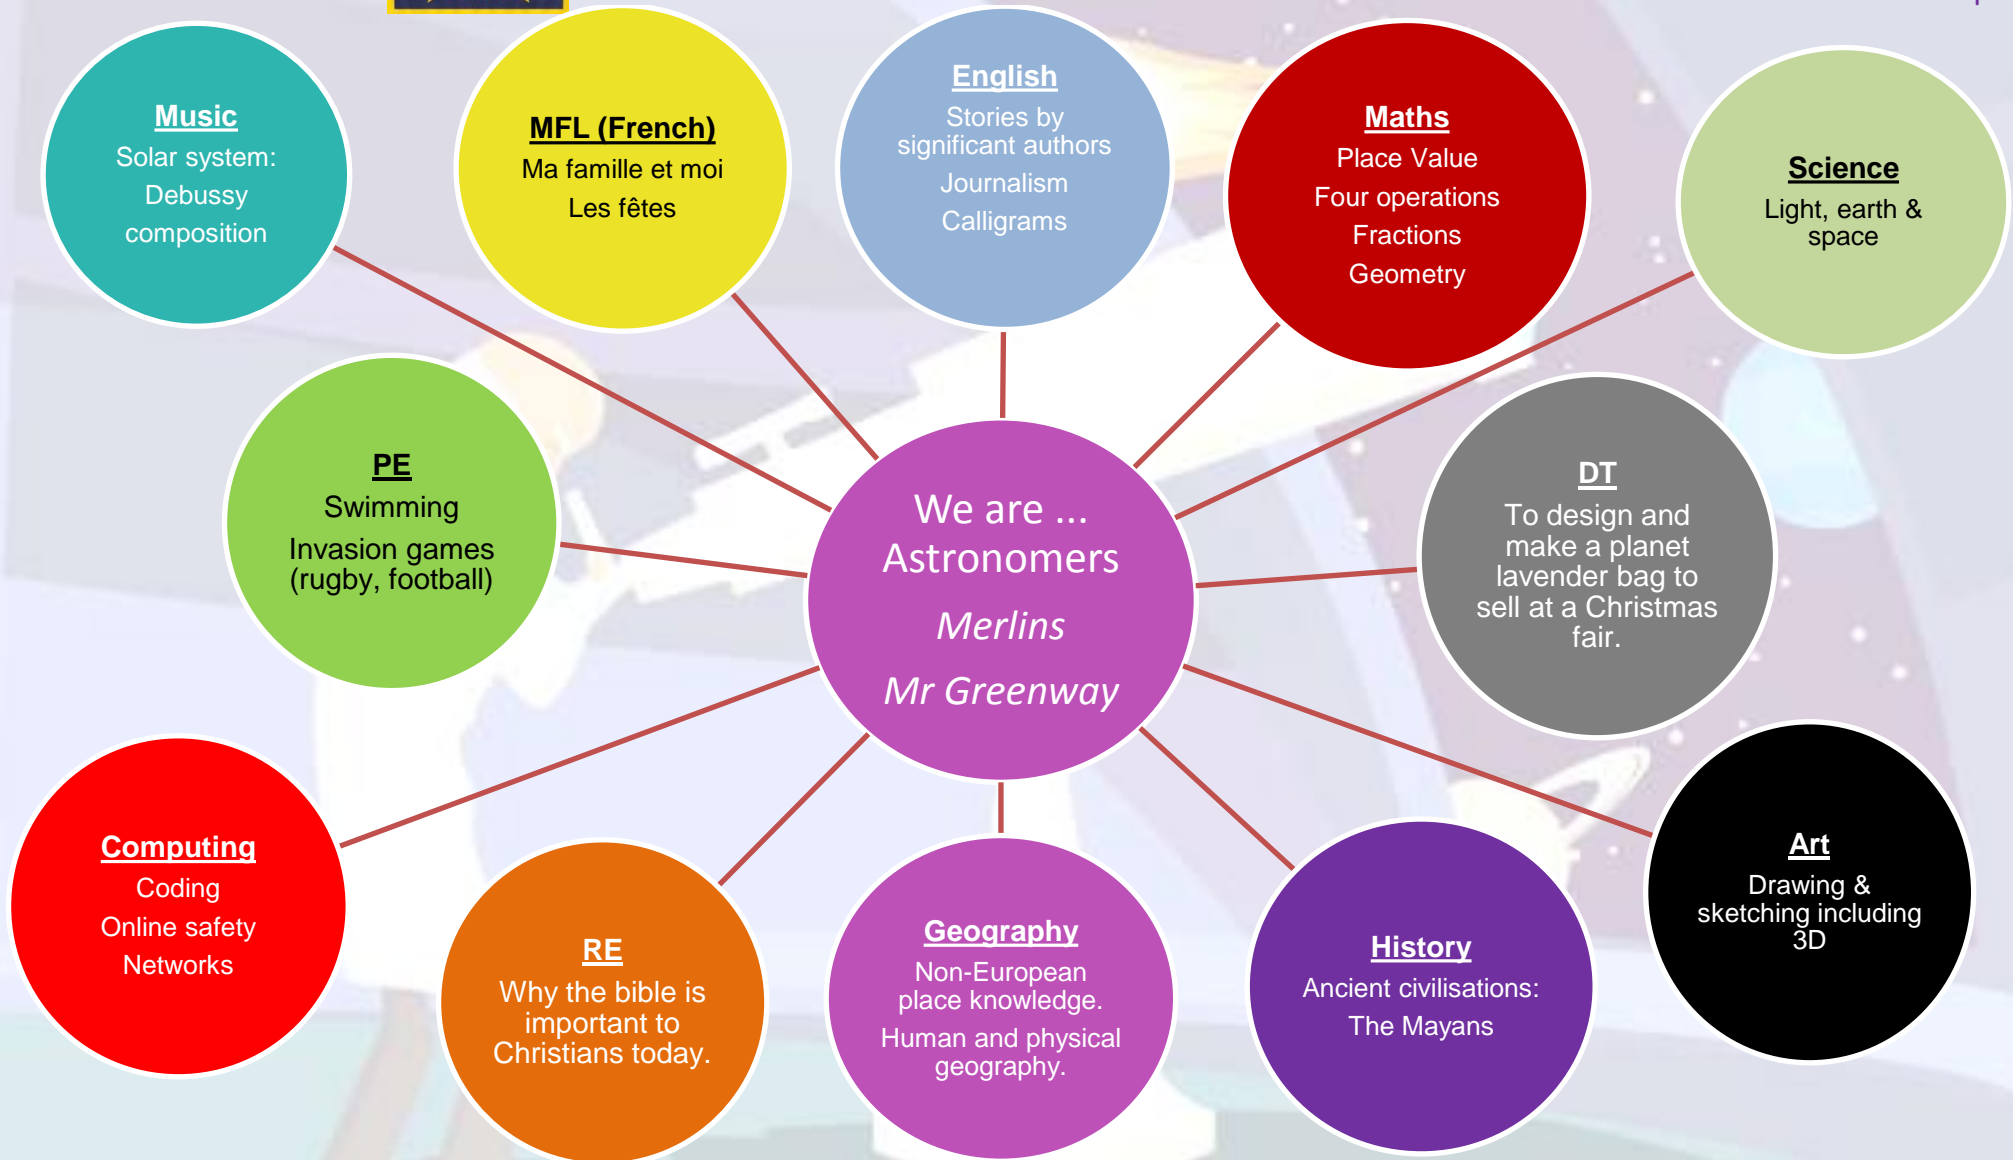 Music
Solar system:
Debussy
composition
MFL (French)
Ma famille et moi
Les fêtes
English
Stories by
significant authors
Journalism
Calligrams
Maths
Place Value
Four operations
Fractions
Geometry
Science
Light, earth &
space
PE
Swimming
Invasion games
(rugby, football)
We are ...
Astronomers
Merlins
Mr Greenway
DT
To design and
make a planet
lavender bag to
sell at a Christmas
fair.
Computing
Coding
Online safety
Networks
RE
Why the bible is
important to
Christians today.
Geography
Non-European
place knowledge.
Human and physical
geography.
History
Ancient civilisations:
The Mayans
Art
Drawing &
sketching including
3D